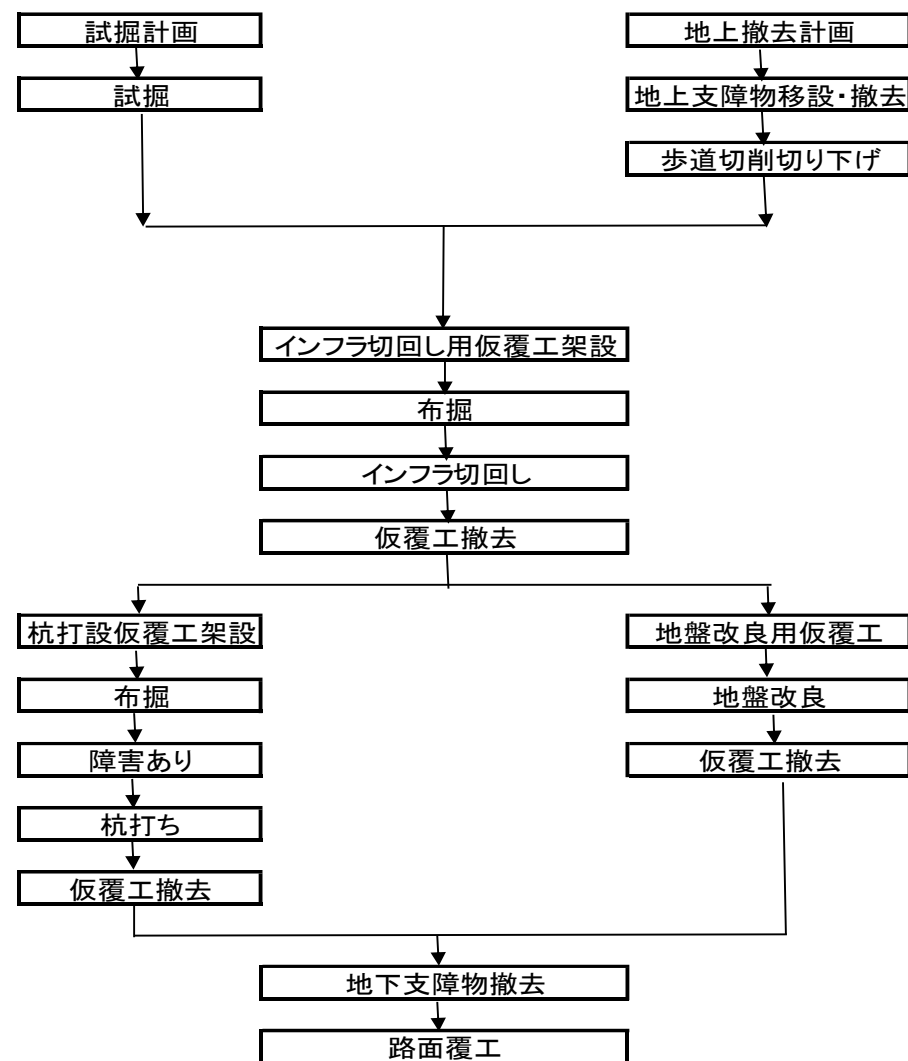 試掘計画
地上撤去計画
試掘
地上支障物移設・撤去
歩道切削切り下げ
インフラ切回し用仮覆工架設
布掘
インフラ切回し
仮覆工撤去
杭打設仮覆工架設
地盤改良用仮覆工
布掘
地盤改良
障害あり
仮覆工撤去
杭打ち
仮覆工撤去
地下支障物撤去
路面覆工